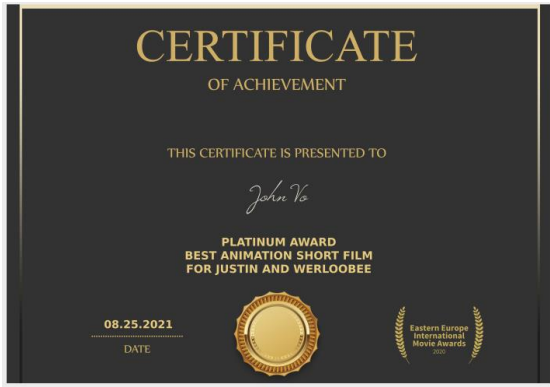 CERTIFICATE
OF ACHIEVEMENT
THIS CERTIFICATE IS PRESENTED TO
John Vo
PLATINUM AWARD
BEST ANIMATION SHORT FILM
FOR JUSTIN AND WERLOOBEE
08.25.2021
DATE
Eastern Europe
International
Movie Awards
2020